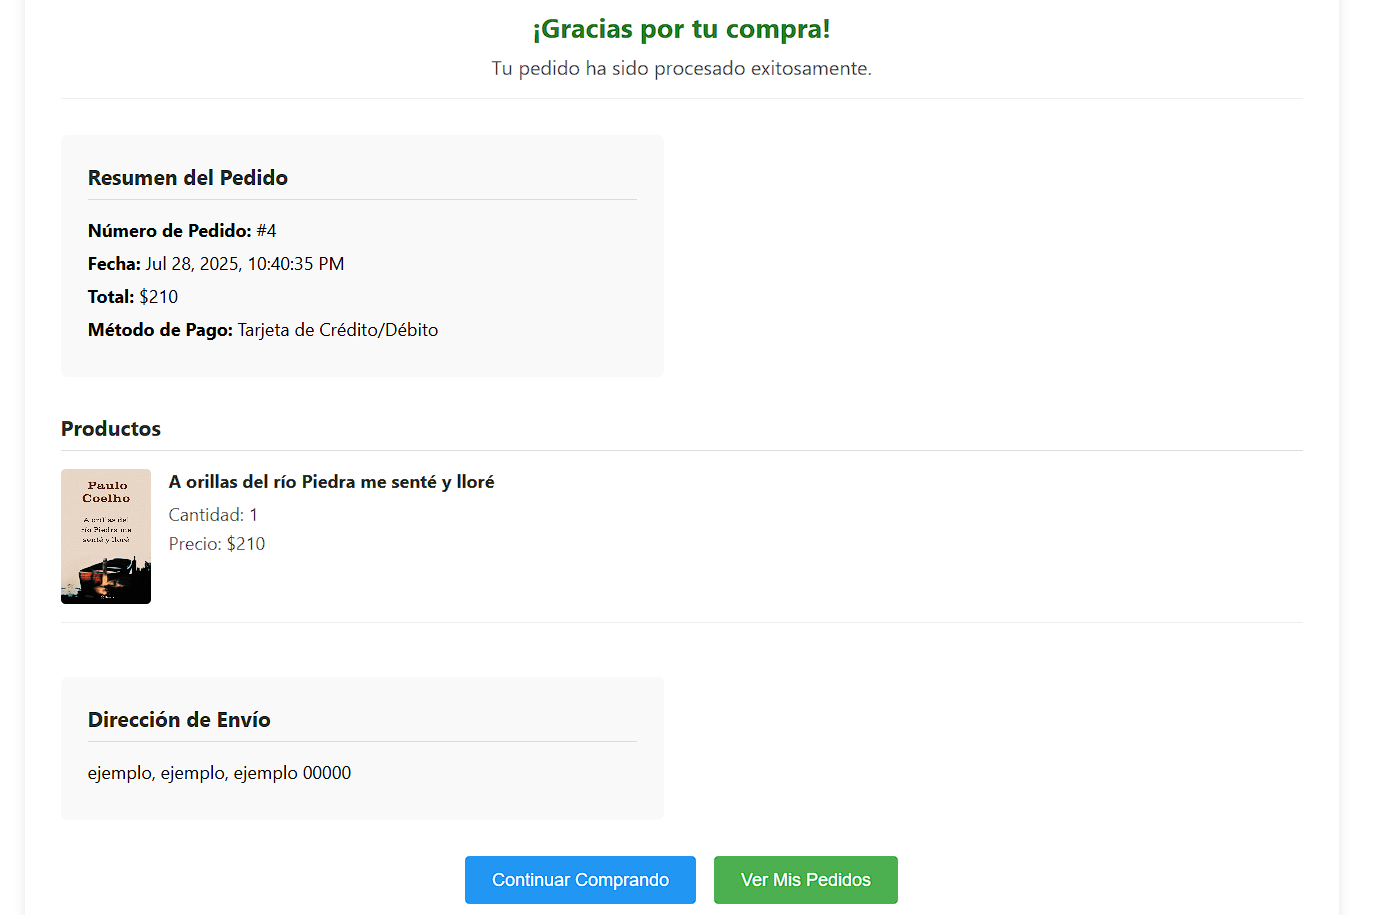 ¡Gracias por tu compra!
Tu pedido ha sido procesado exitosamente.
Resumen del Pedido
Número de Pedido: #4
Fecha: Jul 28, 2025, 10:40:35 PM
Total: $210
Método de Pago: Tarjeta de Crédito/Débito
Productos
Paulo
Coelho
A orillas del
río Piedra me
senté y lloré
A orillas del río Piedra me senté y lloré
Cantidad: 1
Precio: $210
Dirección de Envío
ejemplo, ejemplo, ejemplo 00000
Continuar Comprando
Ver Mis Pedidos